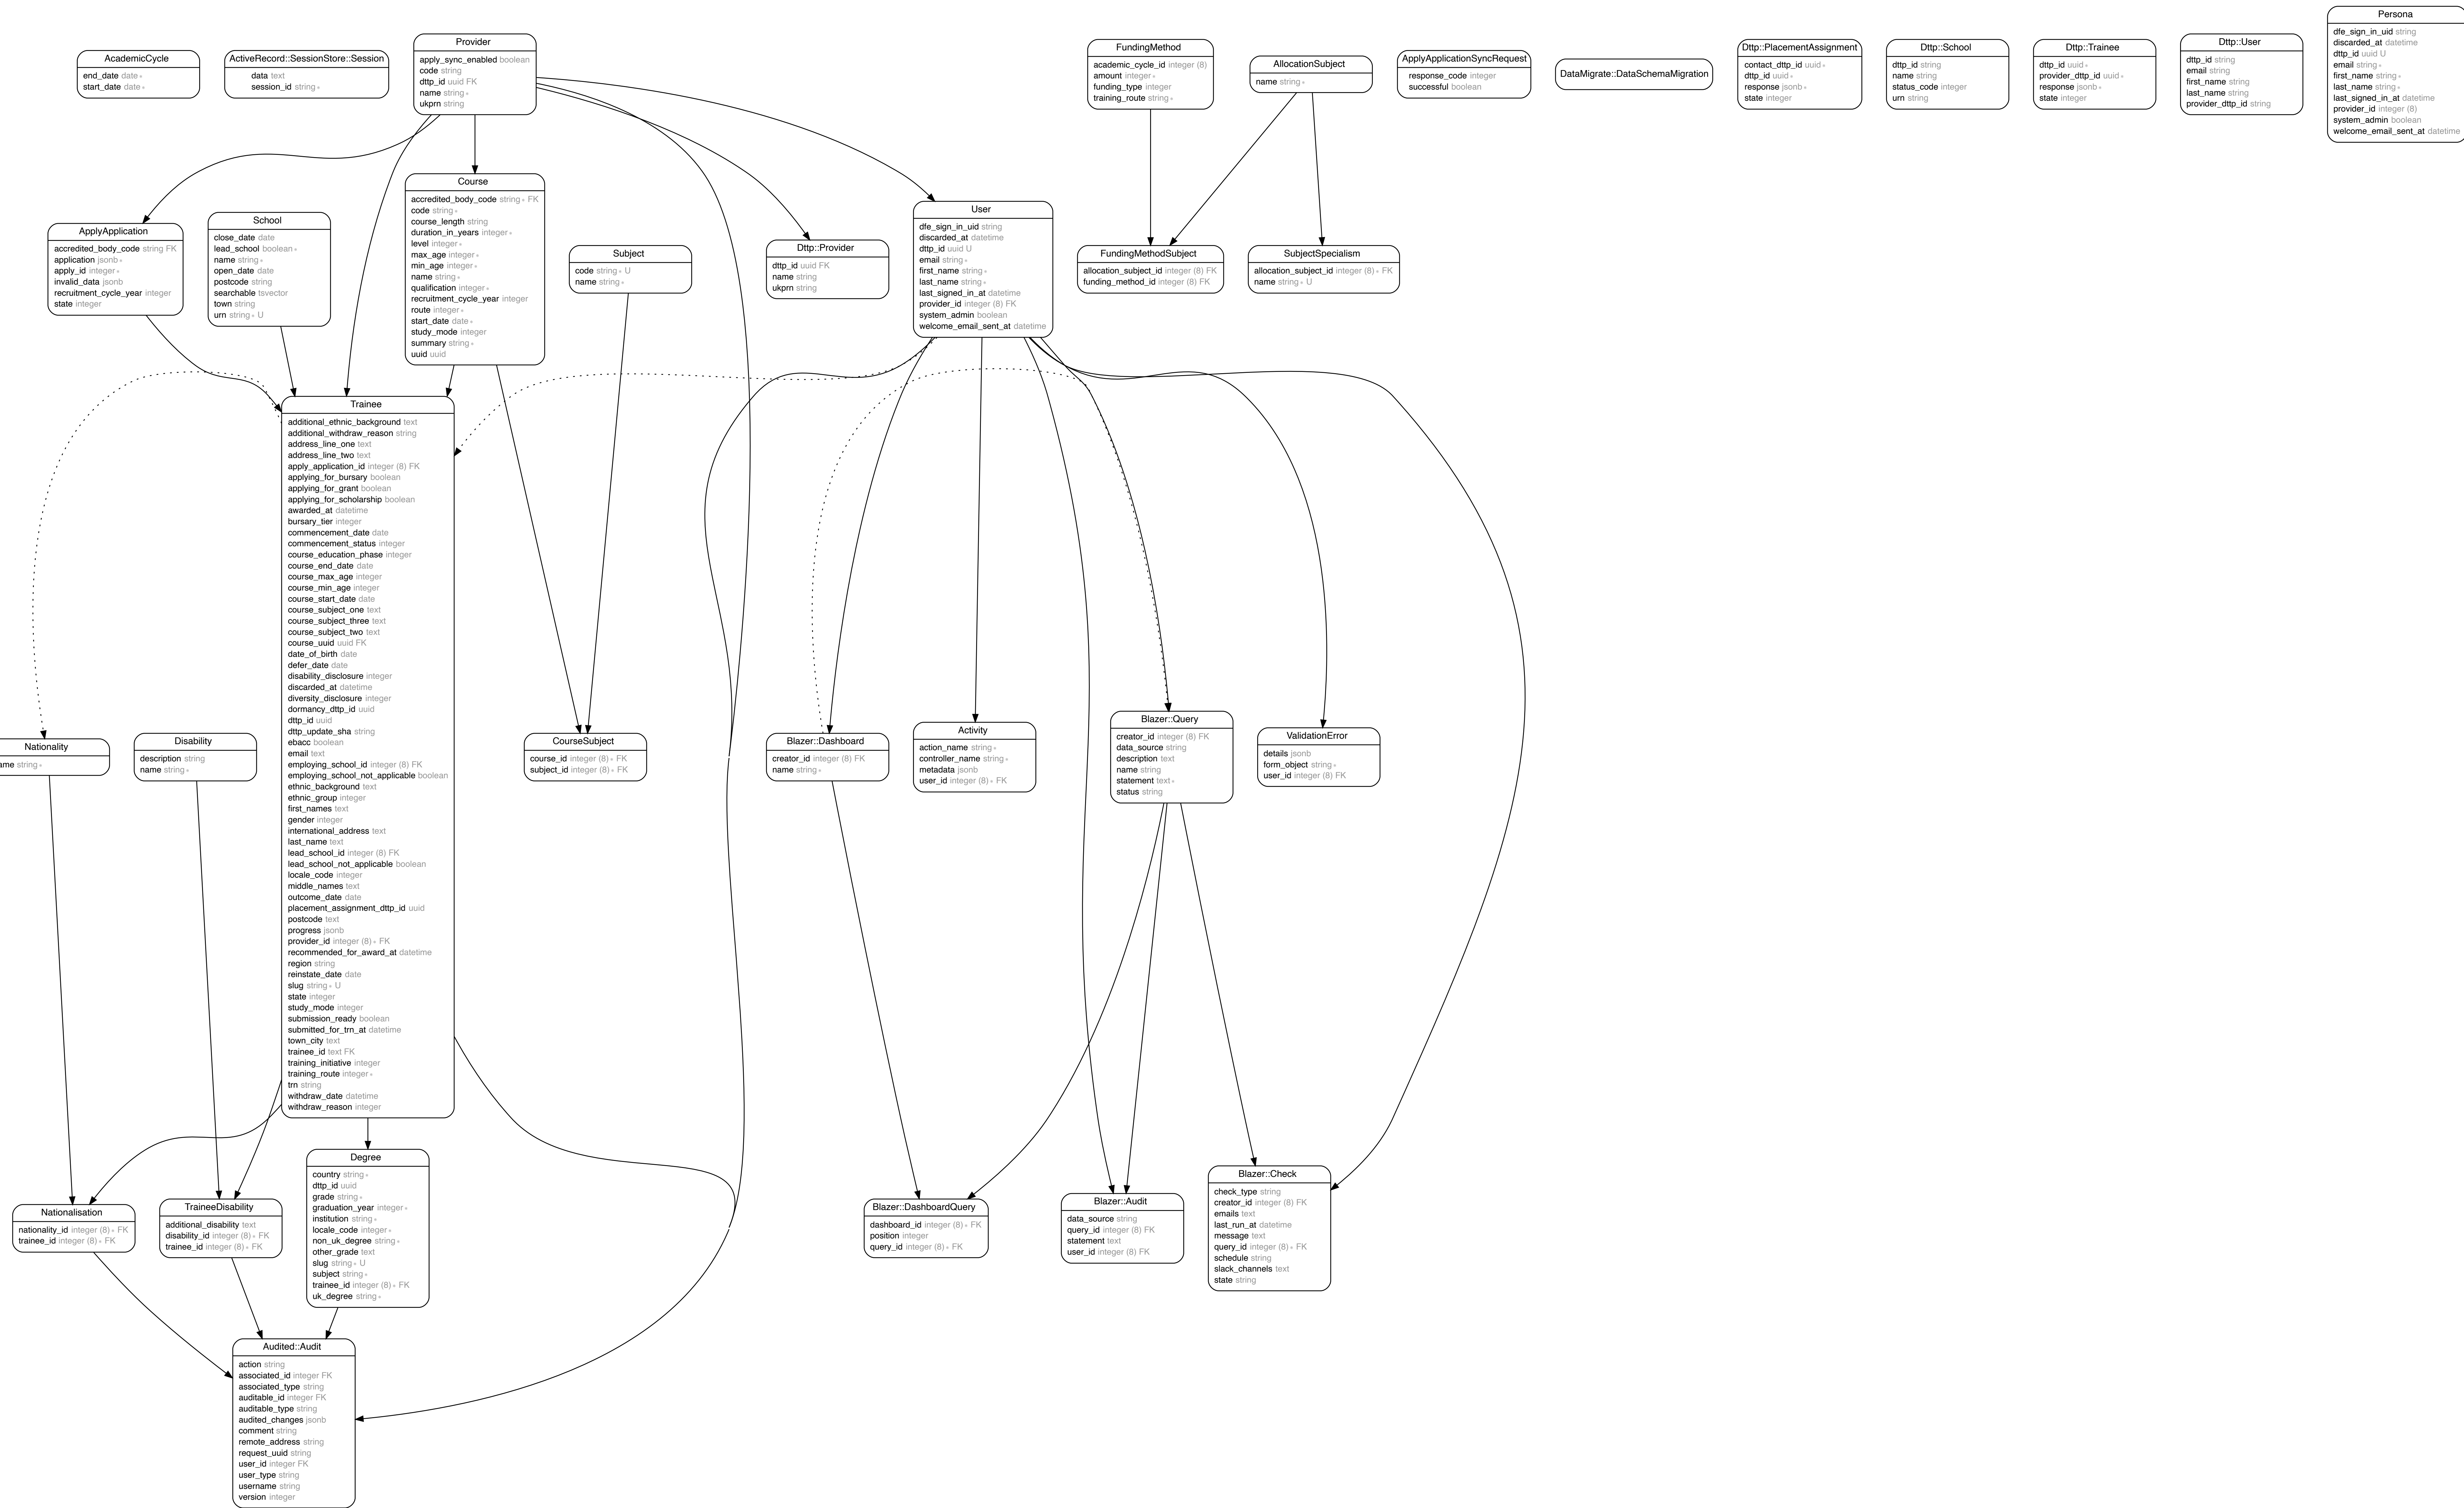 AcademicCycle
end_date date ∗
start_date date ∗
ActiveRecord::SessionStore::Session
data text
session_id string ∗
Provider
apply_sync_enabled boolean
code string
dttp_id uuid FK
name string ∗
ukprn string
FundingMethod
academic_cycle_id integer (8)
amount integer ∗
funding_type integer
training_route string ∗
AllocationSubject
name string ∗
ApplyApplicationSyncRequest
response_code integer
successful boolean
DataMigrate::DataSchemaMigration
Dttp::PlacementAssignment
contact_dttp_id uuid ∗
dttp_id uuid ∗
response jsonb ∗
state integer
Dttp::School
dttp_id string
name string
status_code integer
urn string
Dttp::Trainee
dttp_id uuid ∗
provider_dttp_id uuid ∗
response jsonb ∗
state integer
Dttp::User
dttp_id string
email string
first_name string
last_name string
provider_dttp_id string
Persona
dfe_sign_in_uid string
discarded_at datetime
dttp_id uuid
email string ∗
first_name string ∗
last_name string ∗
last_signed_in_at datetime
provider_id integer (8)
system_admin boolean
welcome_email_sent_at datetime
ApplyApplication
accredited_body_code string FK
application jsonb ∗
apply_id integer ∗
invalid_data jsonb
recruitment_cycle_year integer
state integer
School
close_date date
lead_school boolean ∗
name string ∗
open_date date
postcode string
searchable tsvector
town string
urn string ∗ U
Course
accredited_body_code string ∗ FK
code string ∗
course_length string
duration_in_years integer ∗
level integer ∗
max_age integer ∗
min_age integer ∗
name string ∗
qualification integer ∗
recruitment_cycle_year integer
route integer ∗
start_date date ∗
study_mode integer
summary string ∗
uuid uuid
Subject
code string ∗ U
name string ∗
Dttp::Provider
dttp_id uuid FK
name string
ukprn string
User
dfe_sign_in_uid string
discarded_at datetime
dttp_id uuid U
email string ∗
first_name string ∗
last_name string ∗
last_signed_in_at datetime
provider_id integer (8) FK
system_admin boolean
welcome_email_sent_at datetime
FundingMethodSubject
allocation_subject_id integer (8) FK
funding_method_id integer (8) FK
SubjectSpecialism
allocation_subject_id integer (8) ∗ FK
name string ∗ U
Trainee
additional_ethnic_background text
additional_withdraw_reason string
address_line_one text
address_line_two text
apply_application_id integer (8) FK
applying_for_bursary boolean
applying_for_grant boolean
applying_for_scholarship boolean
awarded_at datetime
bursary_tier integer
commencement_date date
commencement_status integer
course_education_phase integer
course_end_date date
course_max_age integer
course_min_age integer
course_start_date date
course_subject_one text
course_subject_three text
course_subject_two text
course_uuid uuid FK
date_of_birth date
defer_date date
disability_disclosure integer
discarded_at datetime
diversity_disclosure integer
dormancy_dttp_id uuid
dttp_id uuid
dttp_update_sha string
ebacc boolean
email text
employing_school_id integer (8) FK
employing_school_not_applicable boolean
ethnic_background text
ethnic_group integer
first_names text
gender integer
international_address text
last_name text
lead_school_id integer (8) FK
lead_school_not_applicable boolean
locale_code integer
middle_names text
outcome_date date
placement_assignment_dttp_id uuid
postcode text
progress jsonb
provider_id integer (8) ∗ FK
recommended_for_award_at datetime
region string
reinstate_date date
slug string ∗ U
state integer
study_mode integer
submission_ready boolean
submitted_for_trn_at datetime
town_city text
trainee_id text FK
training_initiative integer
training_route integer ∗
trn string
withdraw_date datetime
withdraw_reason integer
Nationality
ame string ∗
Disability
description string
name string ∗
CourseSubject
course_id integer (8) ∗ FK
subject_id integer (8) ∗ FK
Blazer::Dashboard
creator_id integer (8) FK
name string ∗
Activity
action_name string ∗
controller_name string ∗
metadata jsonb
user_id integer (8) ∗ FK
Blazer::Query
creator_id integer (8) FK
data_source string
description text
name string
statement text ∗
status string
ValidationError
details jsonb
form_object string ∗
user_id integer (8) FK
Nationalisation
nationality_id integer (8) ∗ FK
trainee_id integer (8) ∗ FK
TraineeDisability
additional_disability text
disability_id integer (8) ∗ FK
trainee_id integer (8) ∗ FK
Degree
country string ∗
dttp_id uuid
grade string ∗
graduation_year integer ∗
institution string ∗
locale_code integer ∗
non_uk_degree string ∗
other_grade text
slug string ∗ U
subject string ∗
trainee_id integer (8) ∗ FK
uk_degree string ∗
Blazer::DashboardQuery
dashboard_id integer (8) ∗ FK
position integer
query_id integer (8) ∗ FK
Blazer::Audit
data_source string
query_id integer (8) FK
statement text
user_id integer (8) FK
Blazer::Check
check_type string
creator_id integer (8) FK
emails text
last_run_at datetime
message text
query_id integer (8) ∗ FK
schedule string
slack_channels text
state string
Audited::Audit
action string
associated_id integer FK
associated_type string
auditable_id integer FK
auditable_type string
audited_changes jsonb
comment string
remote_address string
request_uuid string
user_id integer FK
user_type string
username string
version integer